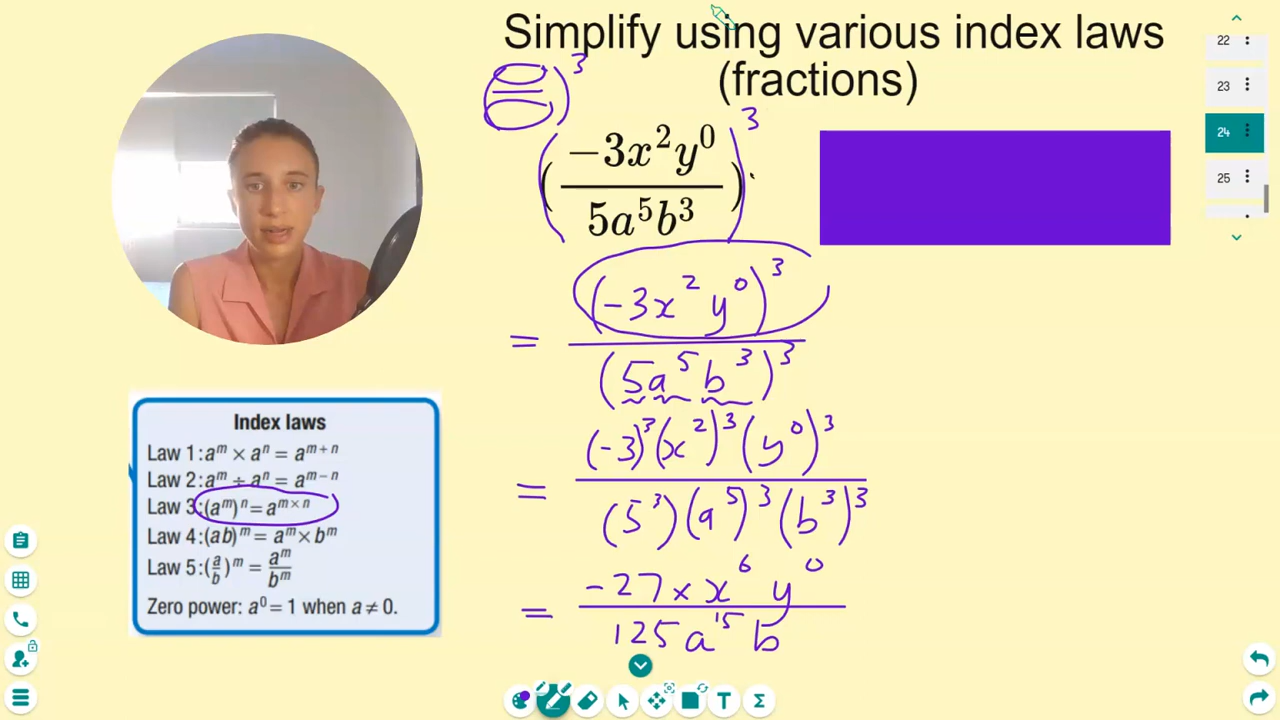 Simplify using various index laws
(fractions)
(=)³
(-3x²y⁰ / 5a⁵b³)³
= (-3x²y⁰)³ / (5a⁵b³)³
= (-3)³(x²)³(y⁰)³ / (5³)(a⁵)³(b³)³
= -27 × x⁶ y⁰ / 125a¹⁵ b
Index laws
Law 1: aᵐ × aⁿ = aᵐ⁺ⁿ
Law 2: aᵐ ÷ aⁿ = aᵐ⁻ⁿ
Law 3: (aᵐ)ⁿ = aᵐˣⁿ
Law 4: (ab)ᵐ = aᵐ × bᵐ
Law 5: (a/b)ᵐ = aᵐ/bᵐ
Zero power: a⁰ = 1 when a ≠ 0.
22
23
24
25
T
Σ